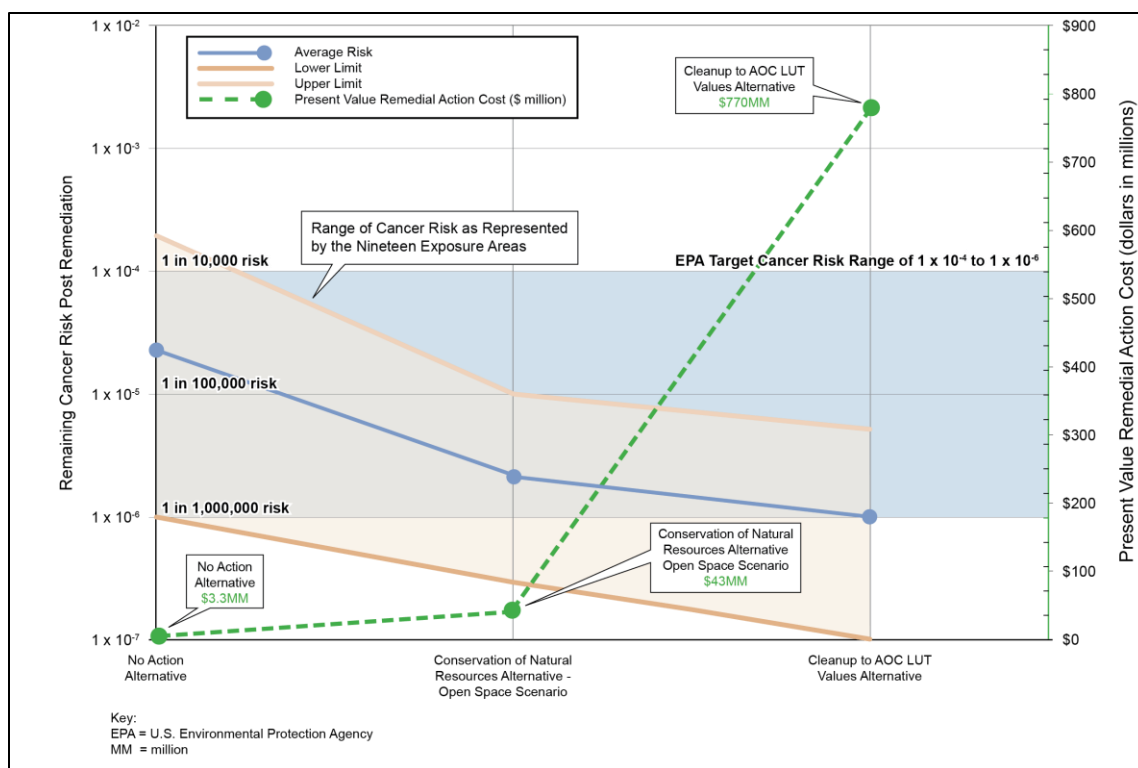 1 x 10⁻²
1 x 10⁻³
1 x 10⁻⁴
1 x 10⁻⁵
1 x 10⁻⁶
1 x 10⁻⁷
Remaining Cancer Risk Post Remediation
Average Risk
Lower Limit
Upper Limit
Present Value Remedial Action Cost ($ million)
Cleanup to AOC LUT
Values Alternative
$770MM
Range of Cancer Risk as Represented
by the Nineteen Exposure Areas
1 in 10,000 risk
EPA Target Cancer Risk Range of 1 x 10⁻⁴ to 1 x 10⁻⁶
1 in 100,000 risk
1 in 1,000,000 risk
No Action
Alternative
$3.3MM
Conservation of Natural
Resources Alternative
Open Space Scenario
$43MM
$900
$800
$700
$600
$500
$400
$300
$200
$100
$0
Present Value Remedial Action Cost (dollars in millions)
No Action
Alternative
Conservation of Natural
Resources Alternative -
Open Space Scenario
Cleanup to AOC LUT
Values Alternative
Key:
EPA = U.S. Environmental Protection Agency
MM = million